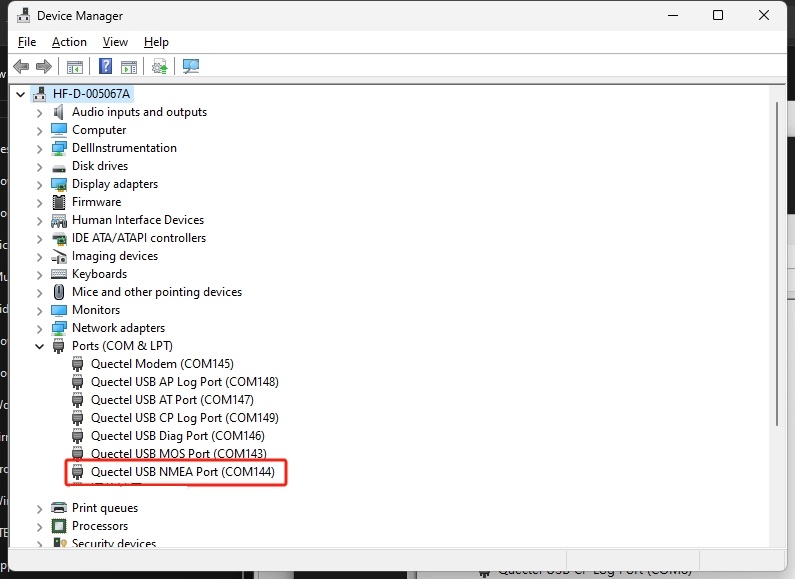 Device Manager
File Action View Help
HF-D-005067A
Audio inputs and outputs
Computer
DellInstrumentation
Disk drives
Display adapters
Firmware
Human Interface Devices
IDE ATA/ATAPI controllers
Imaging devices
Keyboards
Mice and other pointing devices
Monitors
Network adapters
Ports (COM & LPT)
Quectel Modem (COM145)
Quectel USB AP Log Port (COM148)
Quectel USB AT Port (COM147)
Quectel USB CP Log Port (COM149)
Quectel USB Diag Port (COM146)
Quectel USB MOS Port (COM143)
Quectel USB NMEA Port (COM144)
Print queues
Processors
Security devices